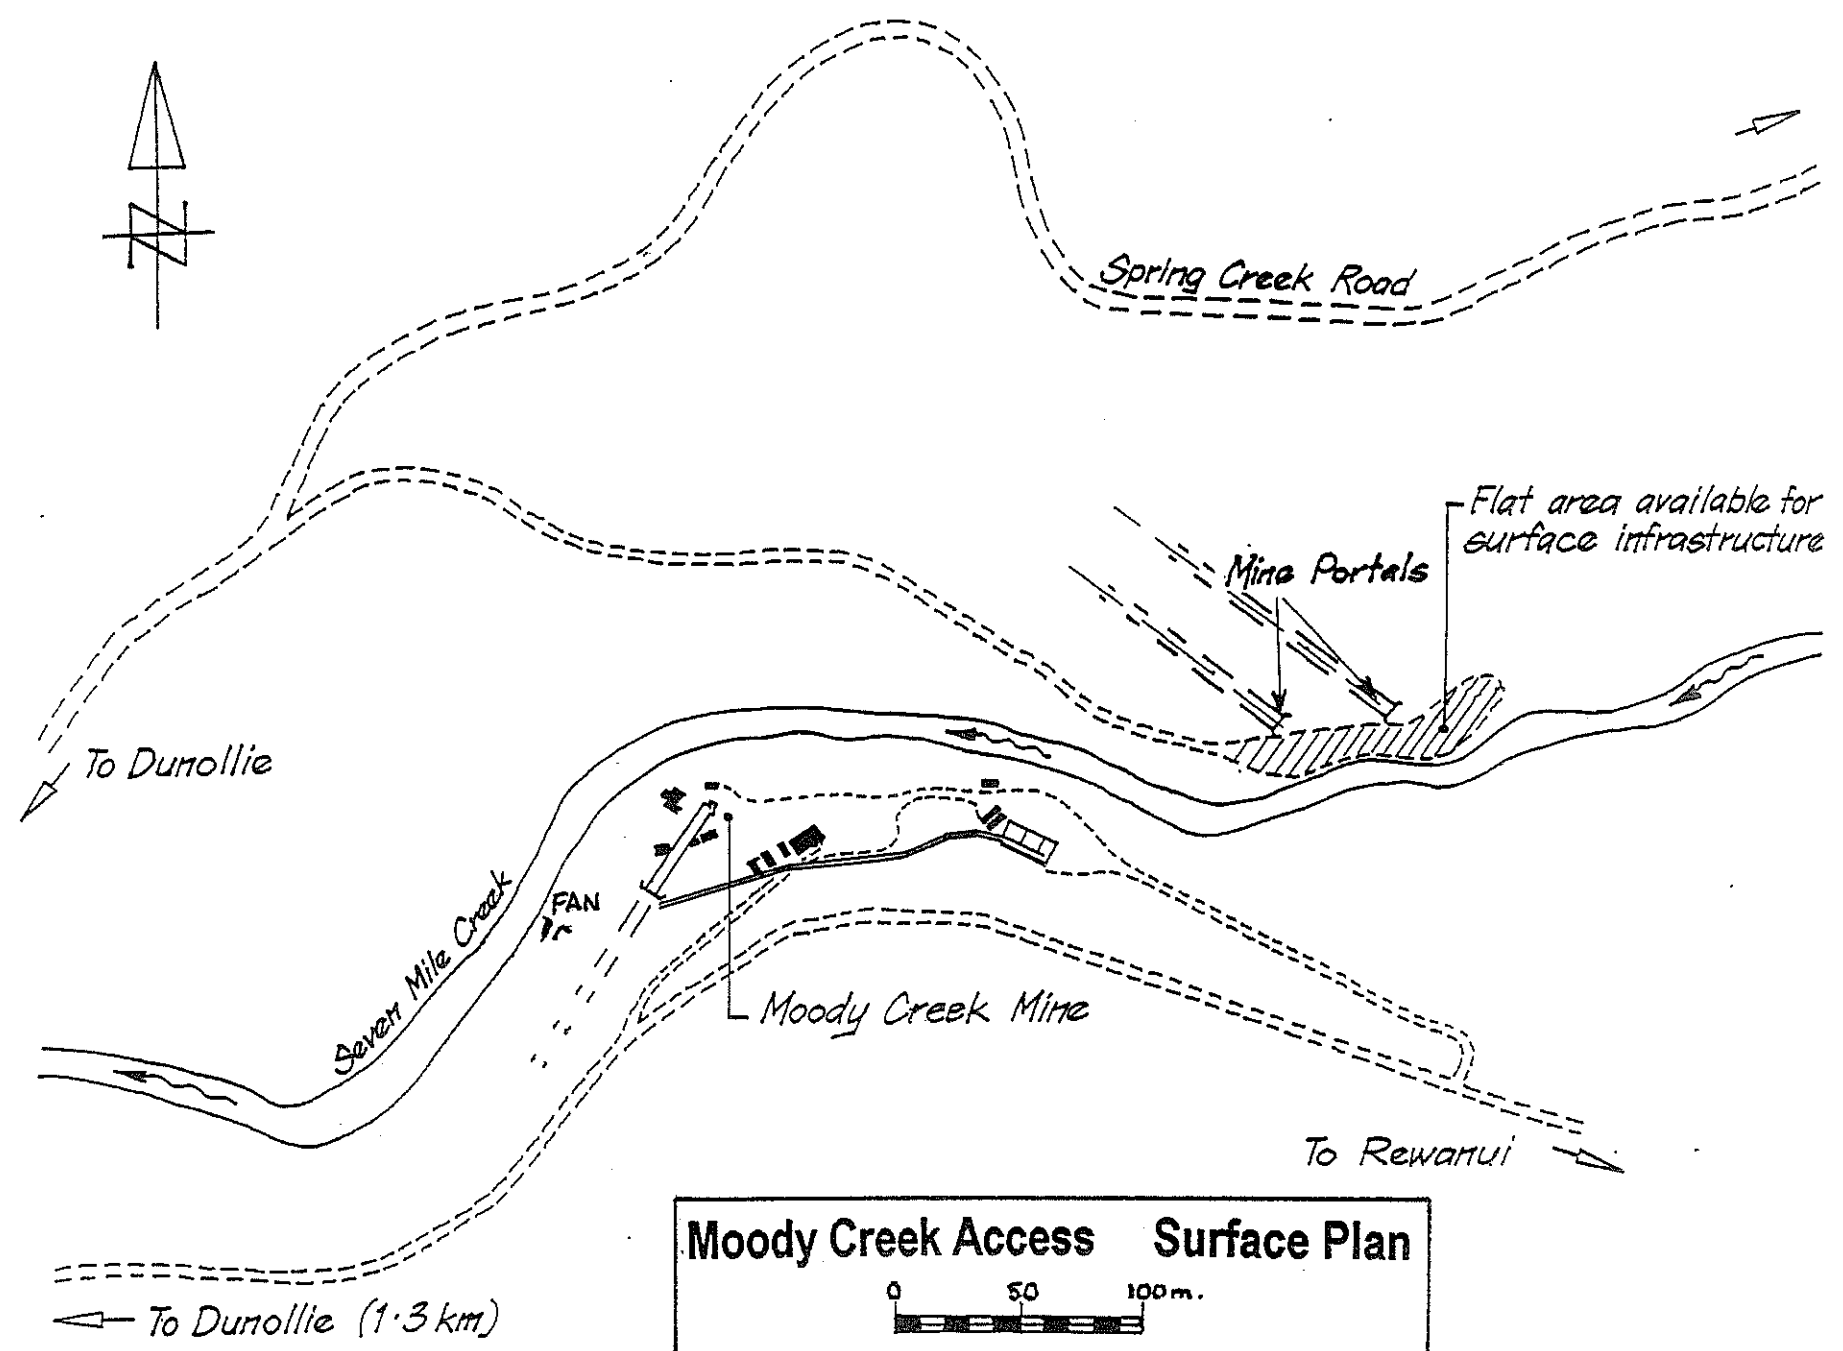 N
Spring Creek Road
Flat area available for
surface infrastructure
Mine Portals
To Dunollie
FAN
Seven Mile Creek
Moody Creek Mine
To Rewanui
Moody Creek Access Surface Plan
0 50 100m.
To Dunollie (1·3 km)